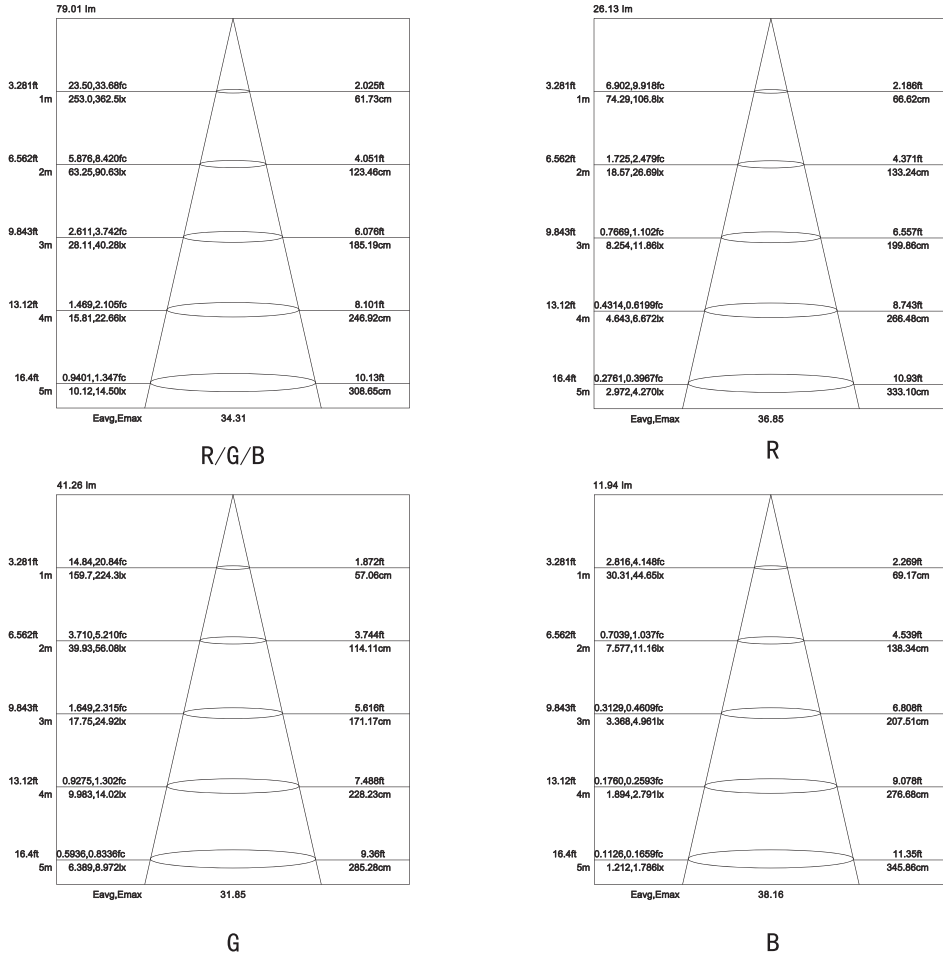 79.01 lm
3.281ft 23.50,33.68fc 2.025ft
1m 253.0,362.5lx 61.73cm
6.562ft 5.876,8.420fc 4.051ft
2m 63.25,90.63lx 123.46cm
9.843ft 2.611,3.742fc 6.076ft
3m 28.11,40.28lx 185.19cm
13.12ft 1.469,2.105fc 8.101ft
4m 15.81,22.66lx 246.92cm
16.4ft 0.9401,1.347fc 10.13ft
5m 10.12,14.50lx 308.65cm
Eavg,Emax 34.31
R/G/B
26.13 lm
3.281ft 6.902,9.918fc 2.186ft
1m 74.29,106.8lx 66.62cm
6.562ft 1.725,2.479fc 4.371ft
2m 18.57,26.69lx 133.24cm
9.843ft 0.7669,1.102fc 6.557ft
3m 8.254,11.86lx 199.86cm
13.12ft 0.4314,0.6199fc 8.743ft
4m 4.643,6.672lx 266.48cm
16.4ft 0.2761,0.3967fc 10.93ft
5m 2.972,4.270lx 333.10cm
Eavg,Emax 36.85
R
41.26 lm
3.281ft 14.84,20.84fc 1.872ft
1m 159.7,224.3lx 57.06cm
6.562ft 3.710,5.210fc 3.744ft
2m 39.93,56.08lx 114.11cm
9.843ft 1.649,2.315fc 5.616ft
3m 17.75,24.92lx 171.17cm
13.12ft 0.9275,1.302fc 7.488ft
4m 9.983,14.02lx 228.23cm
16.4ft 0.5936,0.8336fc 9.36ft
5m 6.389,8.972lx 285.28cm
Eavg,Emax 31.85
G
11.94 lm
3.281ft 2.816,4.148fc 2.269ft
1m 30.31,44.65lx 69.17cm
6.562ft 0.7039,1.037fc 4.539ft
2m 7.577,11.16lx 138.34cm
9.843ft 0.3129,0.4609fc 6.808ft
3m 3.368,4.961lx 207.51cm
13.12ft 0.1760,0.2593fc 9.078ft
4m 1.894,2.791lx 276.68cm
16.4ft 0.1126,0.1659fc 11.35ft
5m 1.212,1.786lx 345.86cm
Eavg,Emax 38.16
B